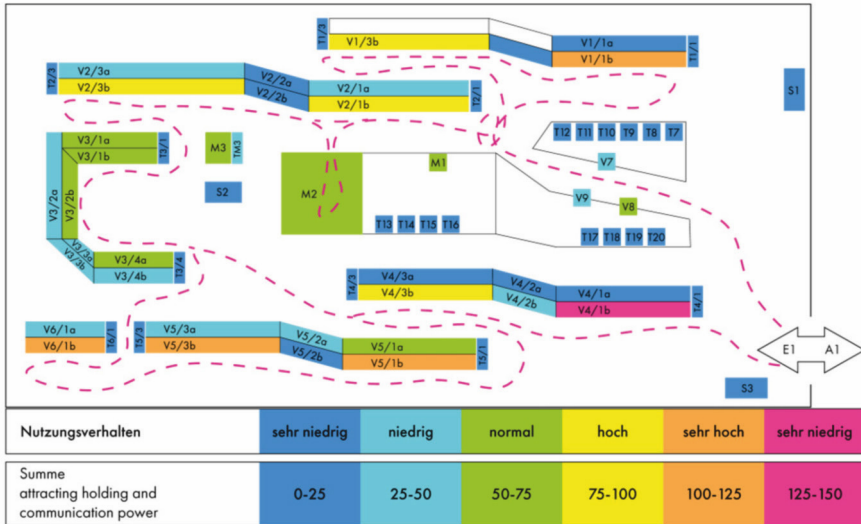 T1/3
V1/3b
V1/1a
V1/1b
T1/1
S1
T2/3
V2/3a
V2/3b
V2/2a
V2/2b
V2/1a
V2/1b
T2/1
T12 T11 T10 T9 T8 T7
V7
V3/1a
V3/1b
T3/1
M3
TM3
S2
M2
M1
V9
V8
T13 T14 T15 T16
T17 T18 T19 T20
V3/2a
V3/2b
V3/3a
V3/3b
V3/4a
V3/4b
T3/4
T4/3
V4/3a
V4/3b
V4/2a
V4/2b
V4/1a
V4/1b
T4/1
V6/1a
V6/1b
T6/1
T5/3
V5/3a
V5/3b
V5/2a
V5/2b
V5/1a
V5/1b
T5/1
E1 A1
S3
Nutzungsverhalten sehr niedrig niedrig normal hoch sehr hoch sehr niedrig
Summe
attracting holding and 0-25 25-50 50-75 75-100 100-125 125-150
communication power